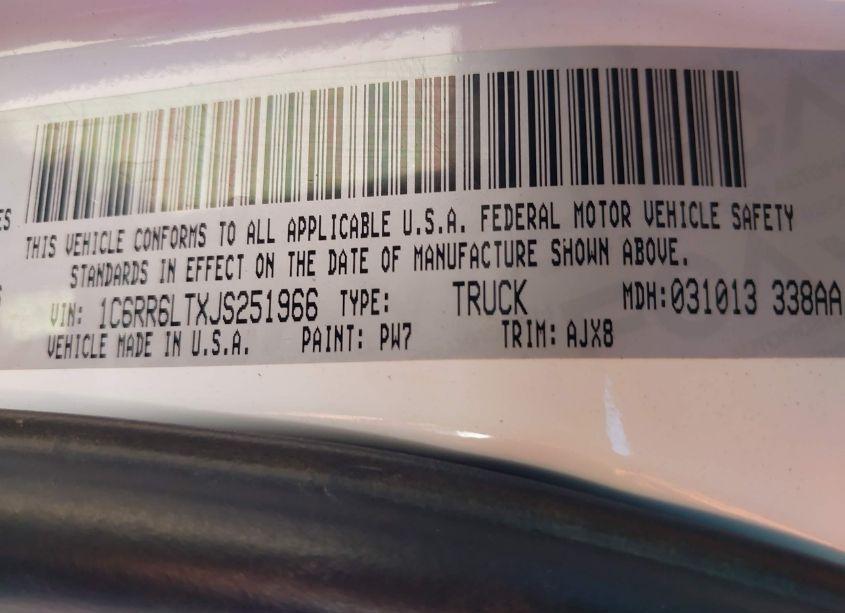 ES
THIS VEHICLE CONFORMS TO ALL APPLICABLE U.S.A. FEDERAL MOTOR VEHICLE SAFETY
STANDARDS IN EFFECT ON THE DATE OF MANUFACTURE SHOWN ABOVE.
VIN: 1C6RR6LTXJS251966 TYPE: TRUCK MDH:031013 338AA
VEHICLE MADE IN U.S.A. PAINT: PW7 TRIM: AJX8